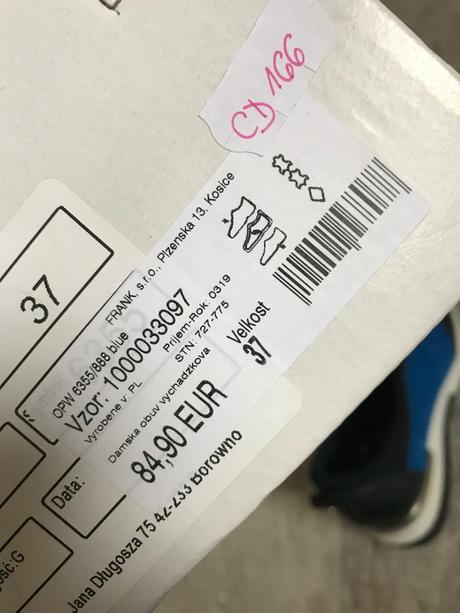 CD 166
FRANK, s.r.o., Plzenska 13, Kosice
OPW 6355/888 blue
Vzor: 1000033097
Vyrobene v: PL
Prijem-Rok: 0319
STN: 727-775
Damska obuv vychadzkova
84,90 EUR
Velkost
37
37
Data:
Jana Długosza 75 42-233 Borowno